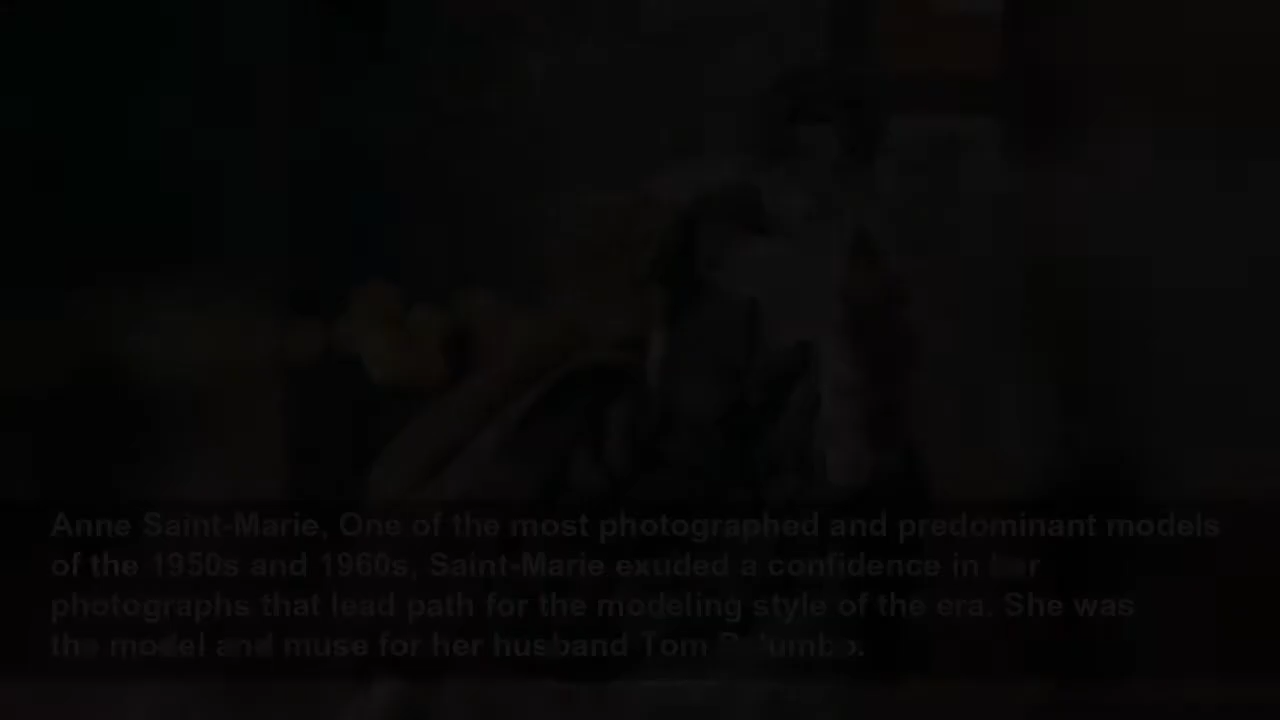 Anne Saint-Marie, One of the most photographed and predominant models
of the 1950s and 1960s, Saint-Marie exuded a confidence in her
photographs that lead path for the modeling style of the era. She was
the model and muse for her husband Tom Palumbo.